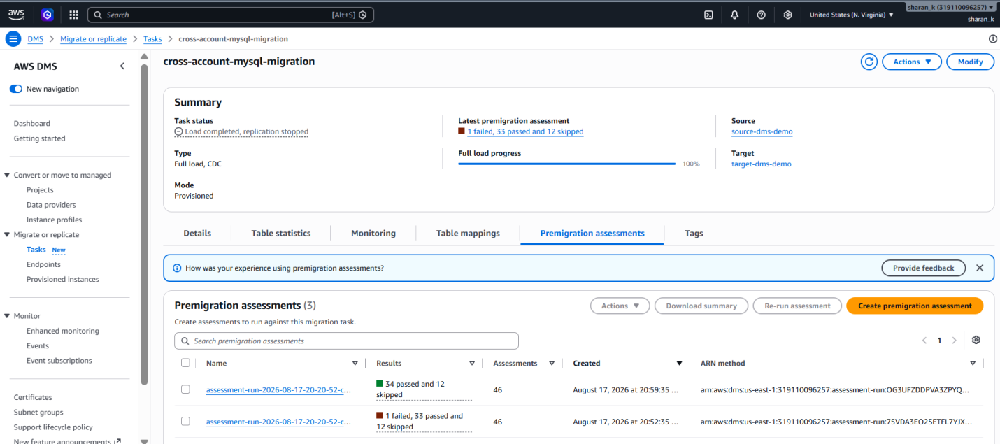 aws
Search [Alt+S]
United States (N. Virginia)
sharan_k (319110096257)
sharan_k
DMS > Migrate or replicate > Tasks > cross-account-mysql-migration
AWS DMS
New navigation
Dashboard
Getting started
Convert or move to managed
Projects
Data providers
Instance profiles
Migrate or replicate
Tasks New
Endpoints
Provisioned instances
Monitor
Enhanced monitoring
Events
Event subscriptions
Certificates
Subnet groups
Support lifecycle policy
New feature announcements
cross-account-mysql-migration
Actions
Modify
Summary
Task status
Load completed, replication stopped
Type
Full load, CDC
Mode
Provisioned
Latest premigration assessment
1 failed, 33 passed and 12 skipped
Full load progress
100%
Source
source-dms-demo
Target
target-dms-demo
Details Table statistics Monitoring Table mappings Premigration assessments Tags
How was your experience using premigration assessments? Provide feedback
Premigration assessments (3)
Actions Download summary Re-run assessment Create premigration assessment
Create assessments to run against this migration task.
Search premigration assessments
1
Name Results Assessments Created ARN method
assessment-run-2026-08-17-20-20-52-c... 34 passed and 12 skipped 46 August 17, 2026 at 20:59:35 ... arn:aws:dms:us-east-1:319110096257:assessment-run:OG3UFZDDPVA3ZPYQ...
assessment-run-2026-08-17-20-20-52-c... 1 failed, 33 passed and 12 skipped 46 August 17, 2026 at 20:52:35 ... arn:aws:dms:us-east-1:319110096257:assessment-run:75VDA3EO25ETFL7YJX...